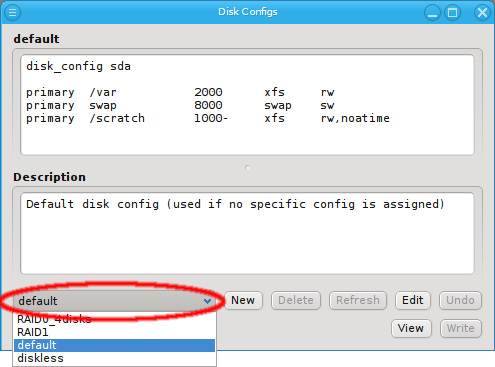 Disk Configs
default
disk_config sda
primary /var 2000 xfs rw
primary swap 8000 swap sw
primary /scratch 1000- xfs rw,noatime
Description
Default disk config (used if no specific config is assigned)
default New Delete Refresh Edit Undo
RAID0_4disks
RAID1 View Write
default
diskless